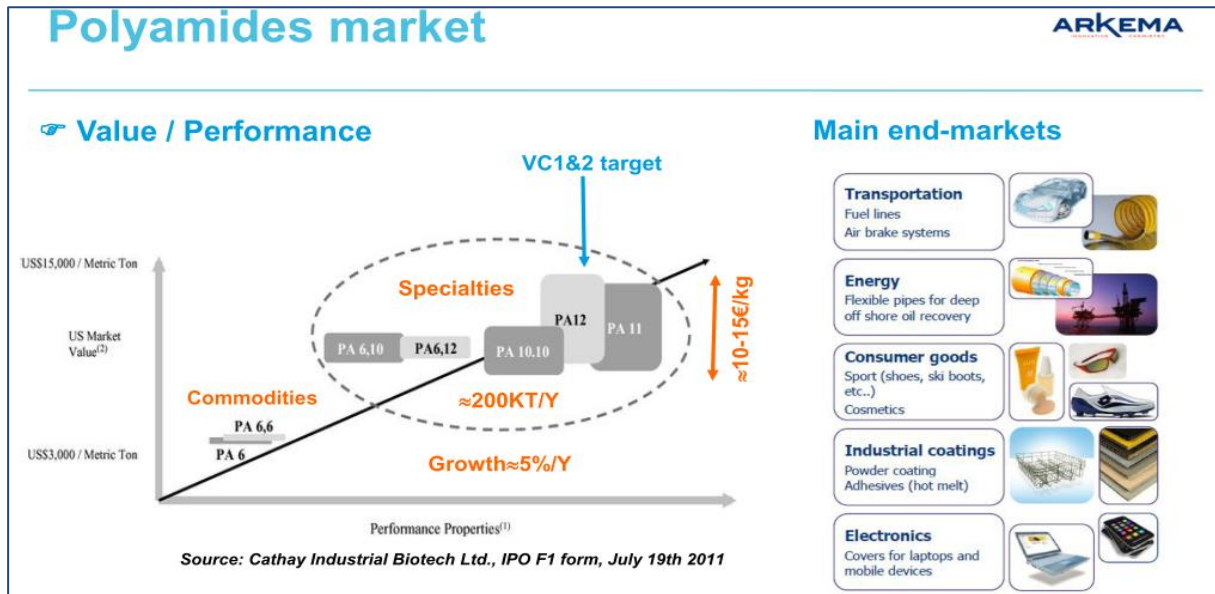 Polyamides market
ARKEMA
INNOVATIVE CHEMISTRY
☞ Value / Performance
VC1&2 target
US$15,000 / Metric Ton
US Market
Value(2)
US$3,000 / Metric Ton
Specialties
PA 6,10
PA6,12
PA 10.10
PA12
PA 11
≈10-15€/kg
Commodities
PA 6,6
PA 6
≈200KT/Y
Growth≈5%/Y
Performance Properties(1)
Source: Cathay Industrial Biotech Ltd., IPO F1 form, July 19th 2011
Main end-markets
Transportation
Fuel lines
Air brake systems
Energy
Flexible pipes for deep
off shore oil recovery
Consumer goods
Sport (shoes, ski boots,
etc..)
Cosmetics
Industrial coatings
Powder coating
Adhesives (hot melt)
Electronics
Covers for laptops and
mobile devices